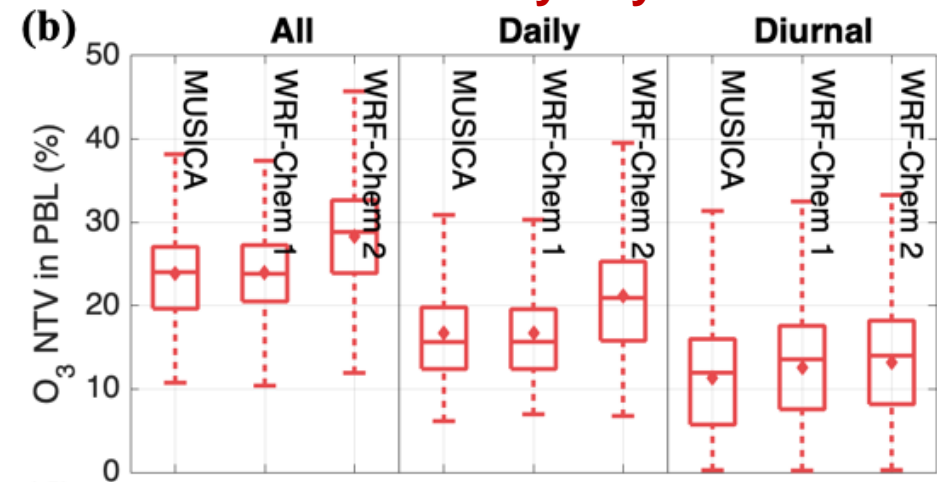 (b)
All Daily Diurnal
O3 NTV in PBL (%)
50
40
30
20
10
0
MUSICA
WRF-Chem 1
WRF-Chem 2
MUSICA
WRF-Chem 1
WRF-Chem 2
MUSICA
WRF-Chem 1
WRF-Chem 2